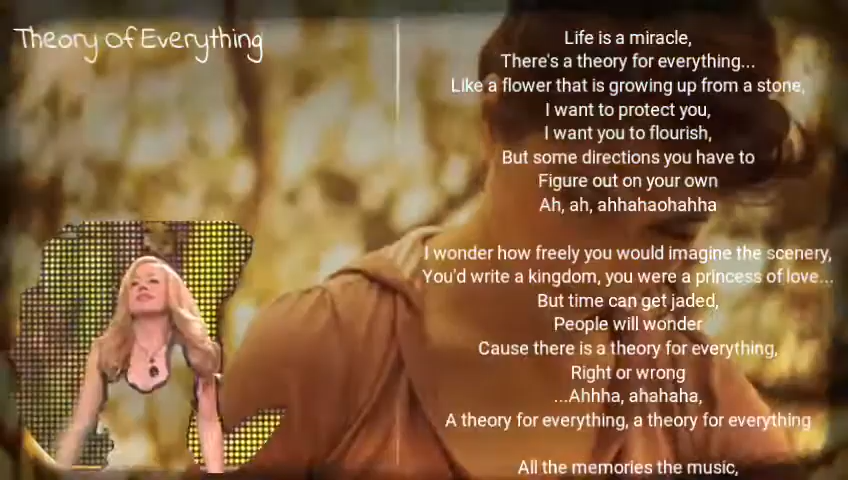 Theory Of Everything
Life is a miracle,
There's a theory for everything...
Like a flower that is growing up from a stone,
I want to protect you,
I want you to flourish,
But some directions you have to
Figure out on your own
Ah, ah, ahhahaohahha
I wonder how freely you would imagine the scenery,
You'd write a kingdom, you were a princess of love...
But time can get jaded,
People will wonder
Cause there is a theory for everything,
Right or wrong
...Ahhha, ahahaha,
A theory for everything, a theory for everything
All the memories the music,